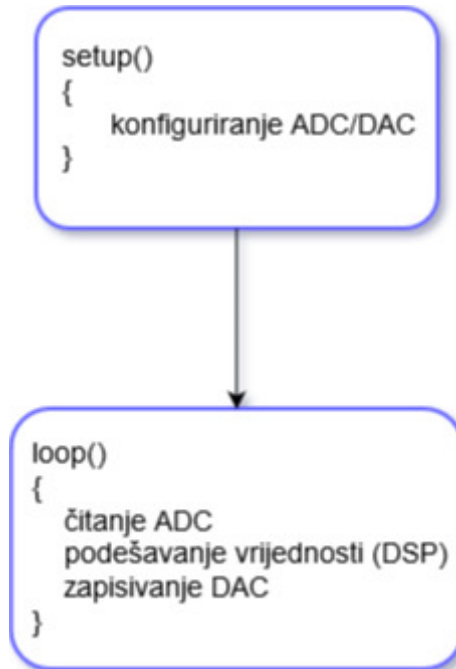 setup()
{
konfiguriranje ADC/DAC
}
loop()
{
čitanje ADC
podešavanje vrijednosti (DSP)
zapisivanje DAC
}